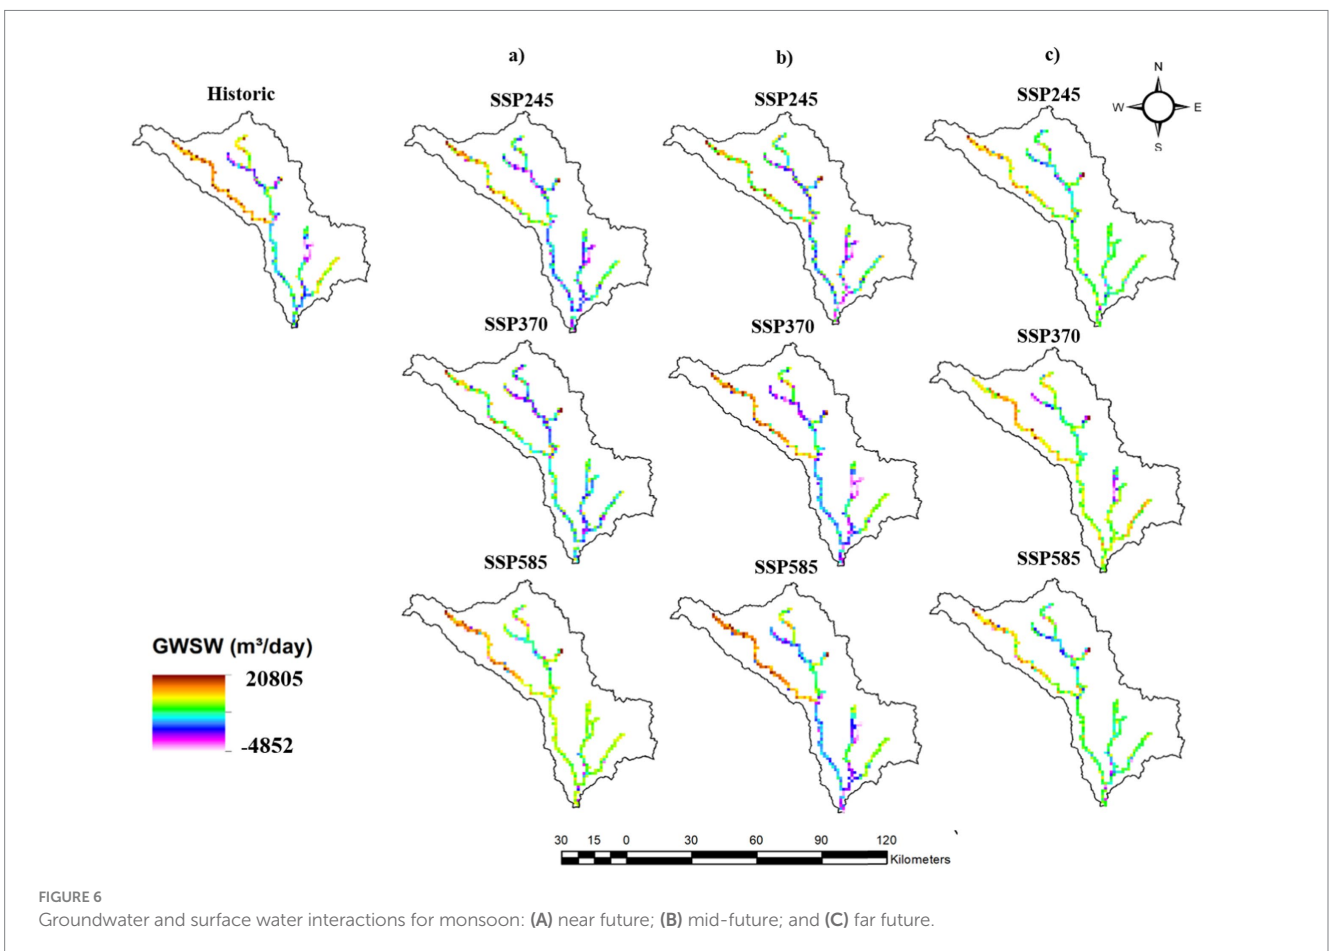 a)
b)
c)
N
W
E
S
Historic
SSP245
SSP245
SSP245
SSP370
SSP370
SSP370
SSP585
SSP585
SSP585
GWSW (m³/day)
20805
-4852
30 15 0 30 60 90 120
Kilometers
FIGURE 6
Groundwater and surface water interactions for monsoon: (A) near future; (B) mid-future; and (C) far future.